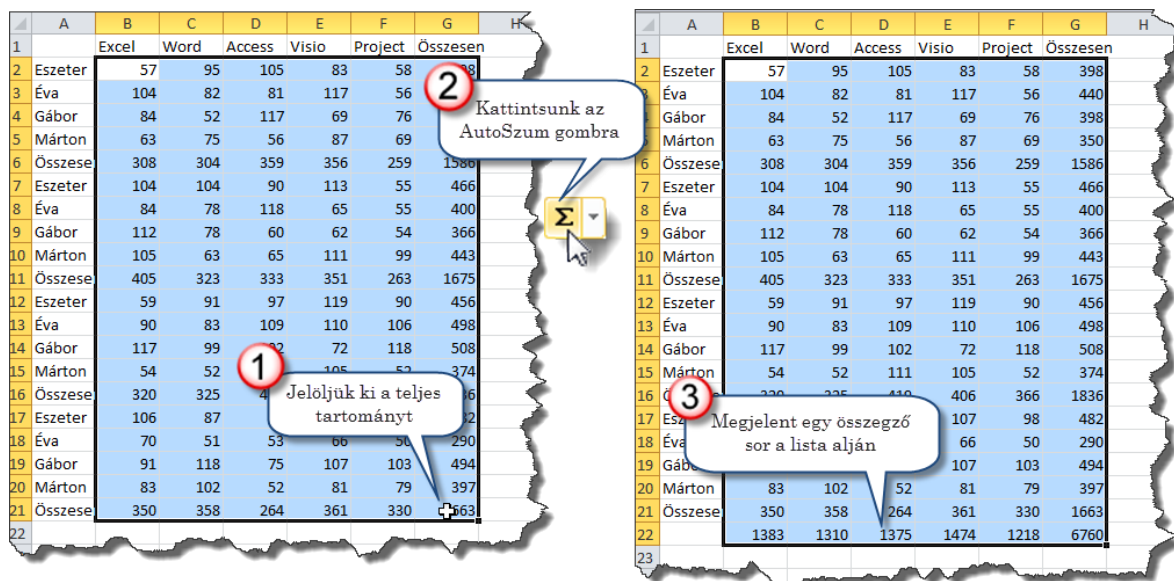 A B C D E F G H
1 Excel Word Access Visio Project Összesen
2 Eszeter 57 95 105 83 58
3 Éva 104 82 81 117 56
4 Gábor 84 52 117 69 76
5 Márton 63 75 56 87 69
6 Összese 308 304 359 356 259 1586
7 Eszeter 104 104 90 113 55 466
8 Éva 84 78 118 65 55 400
9 Gábor 112 78 60 62 54 366
10 Márton 105 63 65 111 99 443
11 Összese 405 323 333 351 263 1675
12 Eszeter 59 91 97 119 90 456
13 Éva 90 83 109 110 106 498
14 Gábor 117 99 72 118 508
15 Márton 54 52 105 52 374
16 Összese 320 325
17 Eszeter 106 87
18 Éva 70 51 53 66 50 290
19 Gábor 91 118 75 107 103 494
20 Márton 83 102 52 81 79 397
21 Összese 350 358 264 361 330 663
22
1
Jelöljük ki a teljes
tartományt
2
Kattintsunk az
AutoSzum gombra
Σ
A B C D E F G H
1 Excel Word Access Visio Project Összesen
2 Eszeter 57 95 105 83 58 398
Éva 104 82 81 117 56 440
Gábor 84 52 117 69 76 398
Márton 63 75 56 87 69 350
6 Összese 308 304 359 356 259 1586
7 Eszeter 104 104 90 113 55 466
8 Éva 84 78 118 65 55 400
9 Gábor 112 78 60 62 54 366
10 Márton 105 63 65 111 99 443
11 Összese 405 323 333 351 263 1675
12 Eszeter 59 91 97 119 90 456
13 Éva 90 83 109 110 106 498
14 Gábor 117 99 102 72 118 508
15 Márton 54 52 111 105 52 374
16 406 366 1836
17 107 98 482
18 Éva 66 50 290
19 107 103 494
20 Márton 83 102 52 81 79 397
21 Összese 350 358 264 361 330 1663
22 1383 1310 1375 1474 1218 6760
23
3
Megjelent egy összegző
sor a lista alján